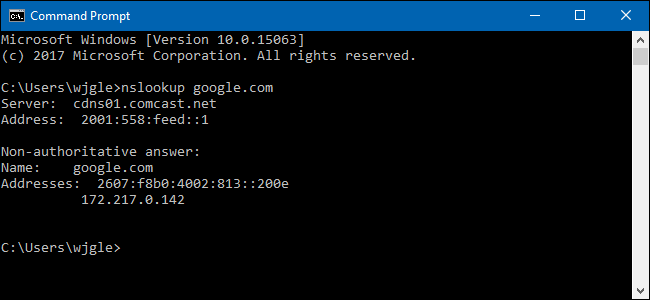 Command Prompt
Microsoft Windows [Version 10.0.15063]
(c) 2017 Microsoft Corporation. All rights reserved.
C:\Users\wjgle>nslookup google.com
Server:  cdns01.comcast.net
Address:  2001:558:feed::1
Non-authoritative answer:
Name:    google.com
Addresses:  2607:f8b0:4002:813::200e
          172.217.0.142
C:\Users\wjgle>